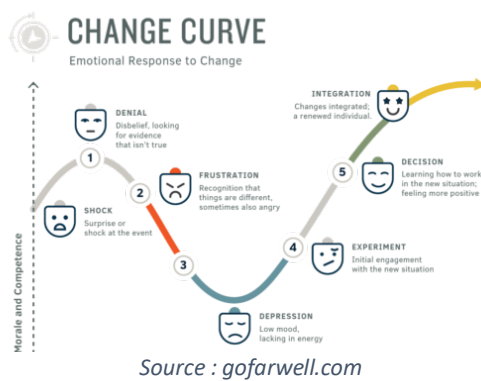 CHANGE CURVE
Emotional Response to Change
INTEGRATION
Changes integrated;
a renewed individual.
DENIAL
Disbelief, looking
for evidence
that isn't true
1
DECISION
Learning how to work
in the new situation;
feeling more positive
5
FRUSTRATION
Recognition that
things are different,
sometimes also angry
2
SHOCK
Surprise or
shock at the event
4
EXPERIMENT
Initial engagement
with the new situation
3
DEPRESSION
Low mood,
lacking in energy
Morale and Competence
Source : gofarwell.com